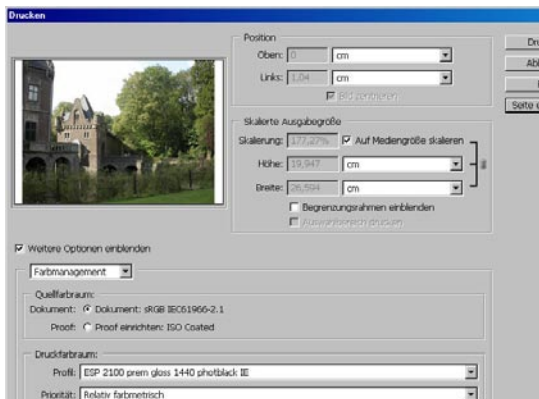 Drucken
Position
Oben: 0 cm
Links: 1,04 cm
Bild zentrieren
Skalierte Ausgabegröße
Skalierung: 177,27% Auf Mediengröße skaleren
Höhe: 19,947 cm
Breite: 26,594 cm
Begrenzungsrahmen einblenden
Auswahlbereich drucken
Seite
Weitere Optionen einblenden
Farbmanagement
Quellfarbraum:
Dokument: Dokument: sRGB IEC61966-2.1
Proof: Proof einrichten: ISO Coated
Druckfarbraum:
Profil: ESP 2100 prem gloss 1440 photblack IE
Priorität: Relativ farbmetrisch